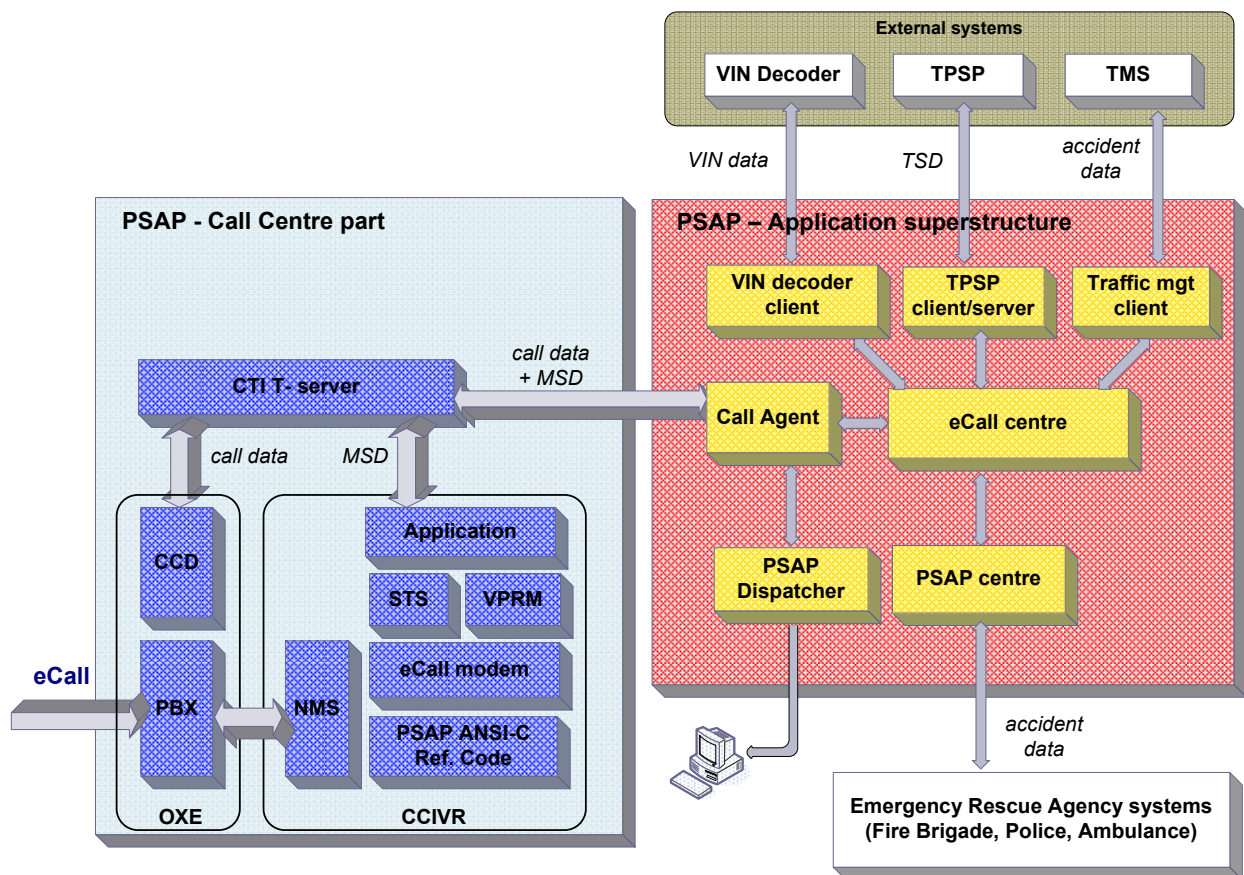 External systems
VIN Decoder
TPSP
TMS
VIN data
TSD
accident
data
PSAP - Call Centre part
PSAP – Application superstructure
VIN decoder
client
TPSP
client/server
Traffic mgt
client
CTI T- server
call data
+ MSD
Call Agent
eCall centre
call data
MSD
CCD
Application
STS
VPRM
PSAP
Dispatcher
PSAP centre
eCall
PBX
NMS
eCall modem
PSAP ANSI-C
Ref. Code
OXE
CCIVR
accident
data
Emergency Rescue Agency systems
(Fire Brigade, Police, Ambulance)